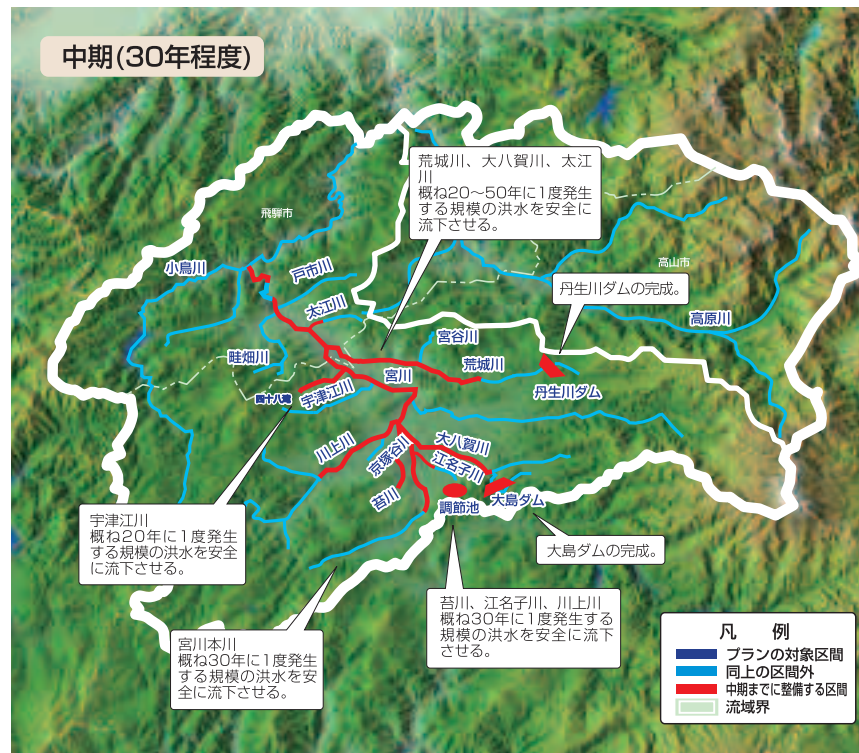 中期(30年程度)
荒城川、大八賀川、太江
川
概ね20〜50年に1度発生
する規模の洪水を安全に
流下させる。
飛騨市
高山市
小鳥川
戸市川
丹生川ダムの完成。
太江川
高原川
宮谷川
畦畑川
荒城川
宮川
丹生川ダム
四十八滝
宇津江川
大八賀川
川上川
京塚谷川
江名子川
苔川
調節池
大島ダム
宇津江川
概ね20年に1度発生
する規模の洪水を安全
に流下させる。
大島ダムの完成。
苔川、江名子川、川上川
概ね30年に1度発生する
規模の洪水を安全に流下
させる。
宮川本川
概ね30年に1度発生
する規模の洪水を安
全に流下させる。
凡 例
プランの対象区間
同上の区間外
中期までに整備する区間
流域界